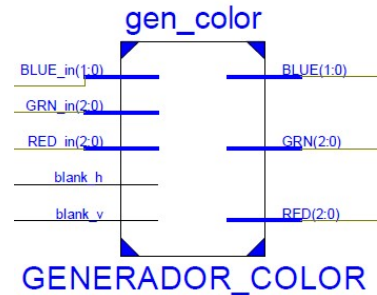 gen_color
BLUE_in(1:0) BLUE(1:0)
GRN_in(2:0)
RED_in(2:0) GRN(2:0)
blank_h
blank_v RED(2:0)
GENERADOR_COLOR